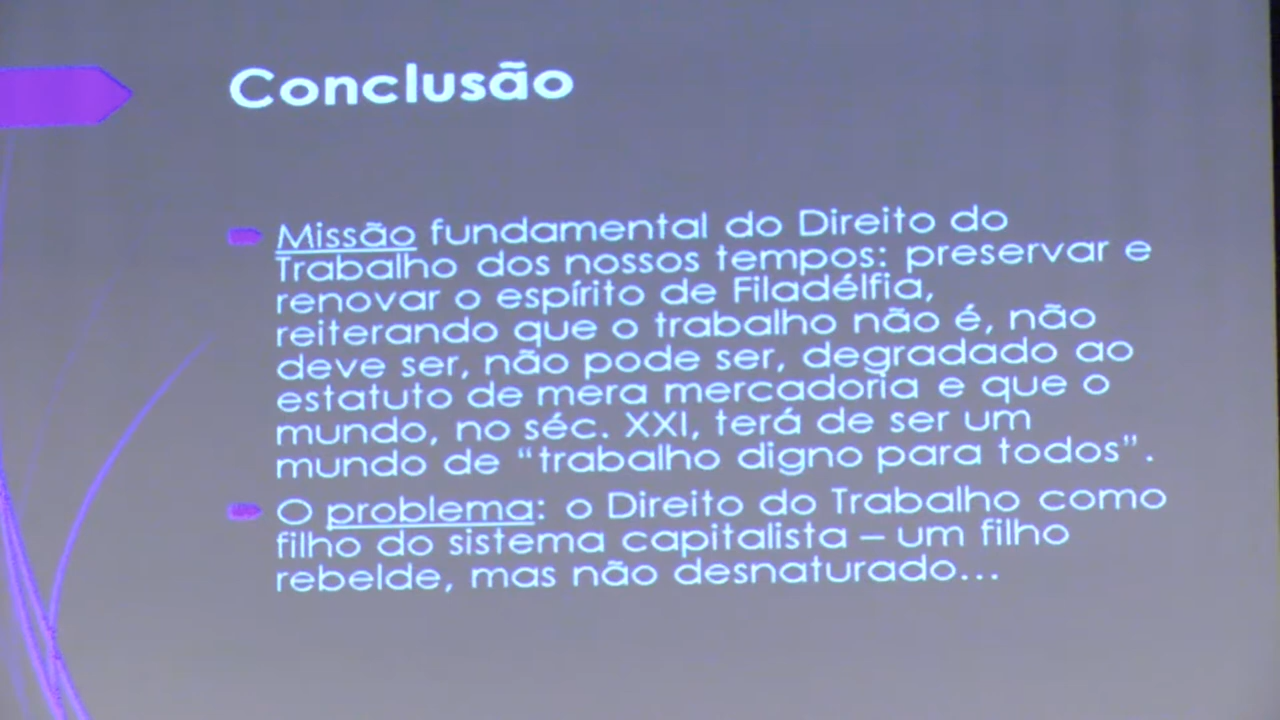 Conclusão
Missão fundamental do Direito do
Trabalho dos nossos tempos: preservar e
renovar o espírito de Filadélfia,
reiterando que o trabalho não é, não
deve ser, não pode ser, degradado ao
estatuto de mera mercadoria e que o
mundo, no séc. XXI, terá de ser um
mundo de “trabalho digno para todos”.
O problema: o Direito do Trabalho como
filho do sistema capitalista – um filho
rebelde, mas não desnaturado...